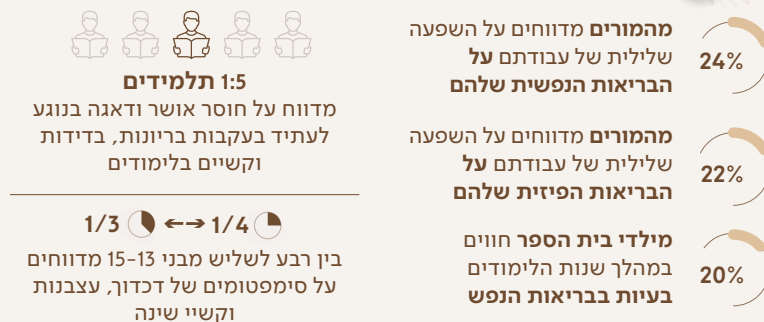 24%
מהמורים מדווחים על השפעה
שלילית של עבודתם על
הבריאות הנפשית שלהם
22%
מהמורים מדווחים על השפעה
שלילית של עבודתם על
הבריאות הפיזית שלהם
20%
מילדי בית הספר חווים
במהלך שנות הלימודים
בעיות בבריאות הנפש
1:5 תלמידים
מדווח על חוסר אושר ודאגה בנוגע
לעתיד בעקבות בריונות, בדידות
וקשיים בלימודים
1/3 ←→ 1/4
בין רבע לשליש מבני 15-13 מדווחים
על סימפטומים של דכדוך, עצבנות
וקשיי שינה